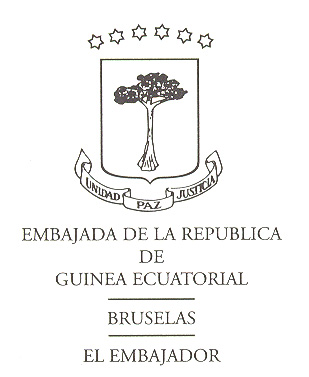 UNIDAD PAZ JUSTICIA
EMBAJADA DE LA REPUBLICA
DE
GUINEA ECUATORIAL
BRUSELAS
EL EMBAJADOR